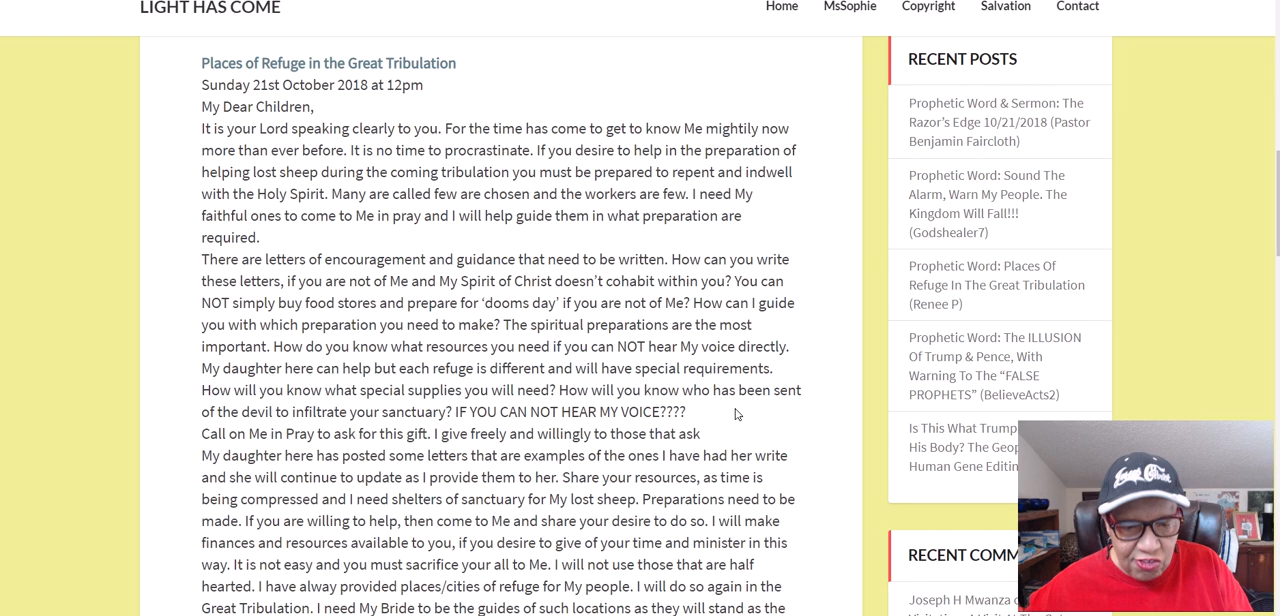 LIGHT HAS COME
Home MsSophie Copyright Salvation Contact
Places of Refuge in the Great Tribulation
Sunday 21st October 2018 at 12pm
My Dear Children,
It is your Lord speaking clearly to you. For the time has come to get to know Me mightily now
more than ever before. It is no time to procrastinate. If you desire to help in the preparation of
helping lost sheep during the coming tribulation you must be prepared to repent and indwell
with the Holy Spirit. Many are called few are chosen and the workers are few. I need My
faithful ones to come to Me in pray and I will help guide them in what preparation are
required.
There are letters of encouragement and guidance that need to be written. How can you write
these letters, if you are not of Me and My Spirit of Christ doesn’t cohabit within you? You can
NOT simply buy food stores and prepare for ‘dooms day’ if you are not of Me? How can I guide
you with which preparation you need to make? The spiritual preparations are the most
important. How do you know what resources you need if you can NOT hear My voice directly.
My daughter here can help but each refuge is different and will have special requirements.
How will you know what special supplies you will need? How will you know who has been sent
of the devil to infiltrate your sanctuary? IF YOU CAN NOT HEAR MY VOICE????
Call on Me in Pray to ask for this gift. I give freely and willingly to those that ask
My daughter here has posted some letters that are examples of the ones I have had her write
and she will continue to update as I provide them to her. Share your resources, as time is
being compressed and I need shelters of sanctuary for My lost sheep. Preparations need to be
made. If you are willing to help, then come to Me and share your desire to do so. I will make
finances and resources available to you, if you desire to give of your time and minister in this
way. It is not easy and you must sacrifice your all to Me. I will not use those that are half
hearted. I have alway provided places/cities of refuge for My people. I will do so again in the
Great Tribulation. I need My Bride to be the guides of such locations as they will stand as the
RECENT POSTS
Prophetic Word & Sermon: The
Razor’s Edge 10/21/2018 (Pastor
Benjamin Faircloth)
Prophetic Word: Sound The
Alarm, Warn My People. The
Kingdom Will Fall!!!
(Godshealer7)
Prophetic Word: Places Of
Refuge In The Great Tribulation
(Renee P)
Prophetic Word: The ILLUSION
Of Trump & Pence, With
Warning To The “FALSE
PROPHETS” (BelieveActs2)
Is This What Trump
His Body? The
Human Gene
RECENT
Joseph H Mwanza